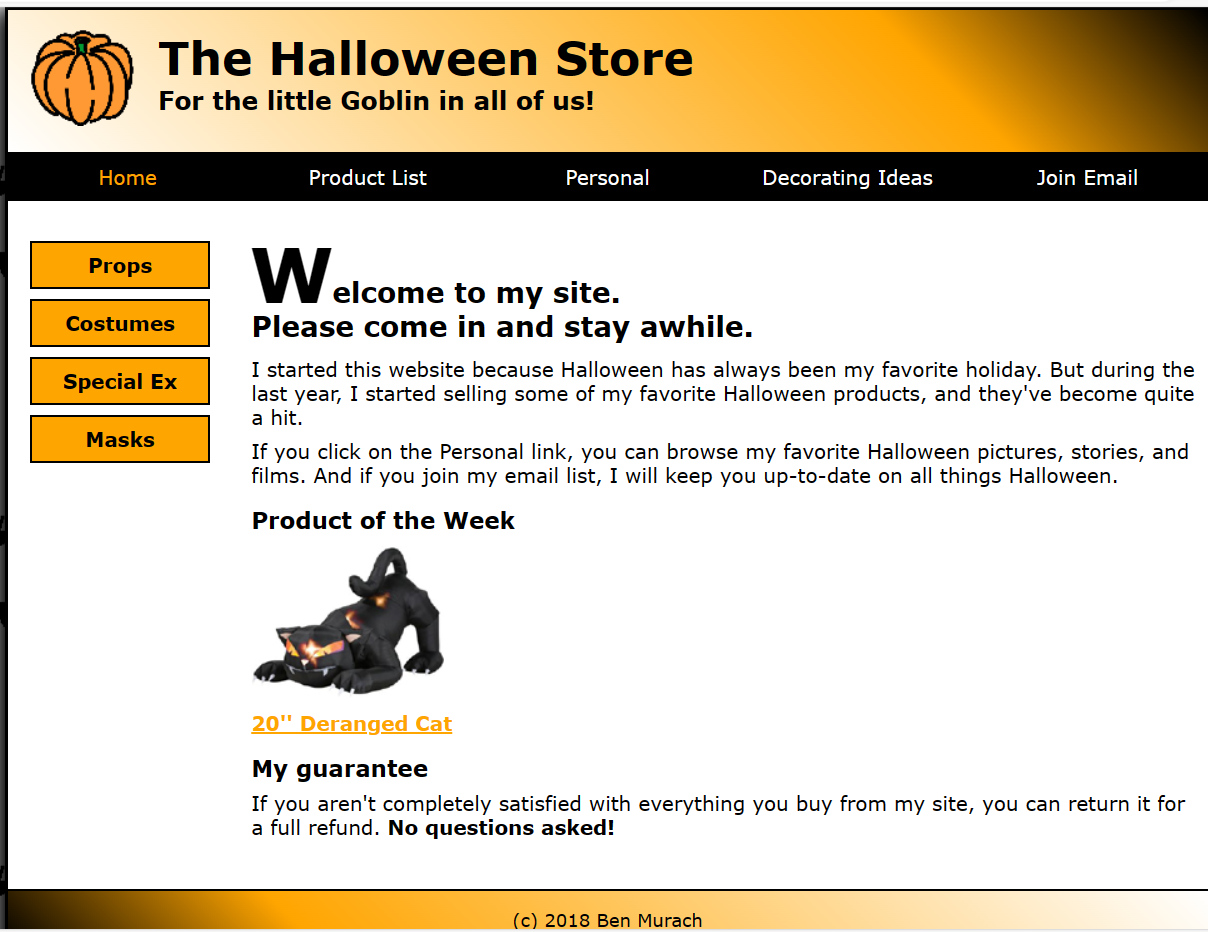 The Halloween Store
For the little Goblin in all of us!
Home Product List Personal Decorating Ideas Join Email
Props
Costumes
Special Ex
Masks
Welcome to my site.
Please come in and stay awhile.
I started this website because Halloween has always been my favorite holiday. But during the
last year, I started selling some of my favorite Halloween products, and they've become quite
a hit.
If you click on the Personal link, you can browse my favorite Halloween pictures, stories, and
films. And if you join my email list, I will keep you up-to-date on all things Halloween.
Product of the Week
20'' Deranged Cat
My guarantee
If you aren't completely satisfied with everything you buy from my site, you can return it for
a full refund. No questions asked!
(c) 2018 Ben Murach